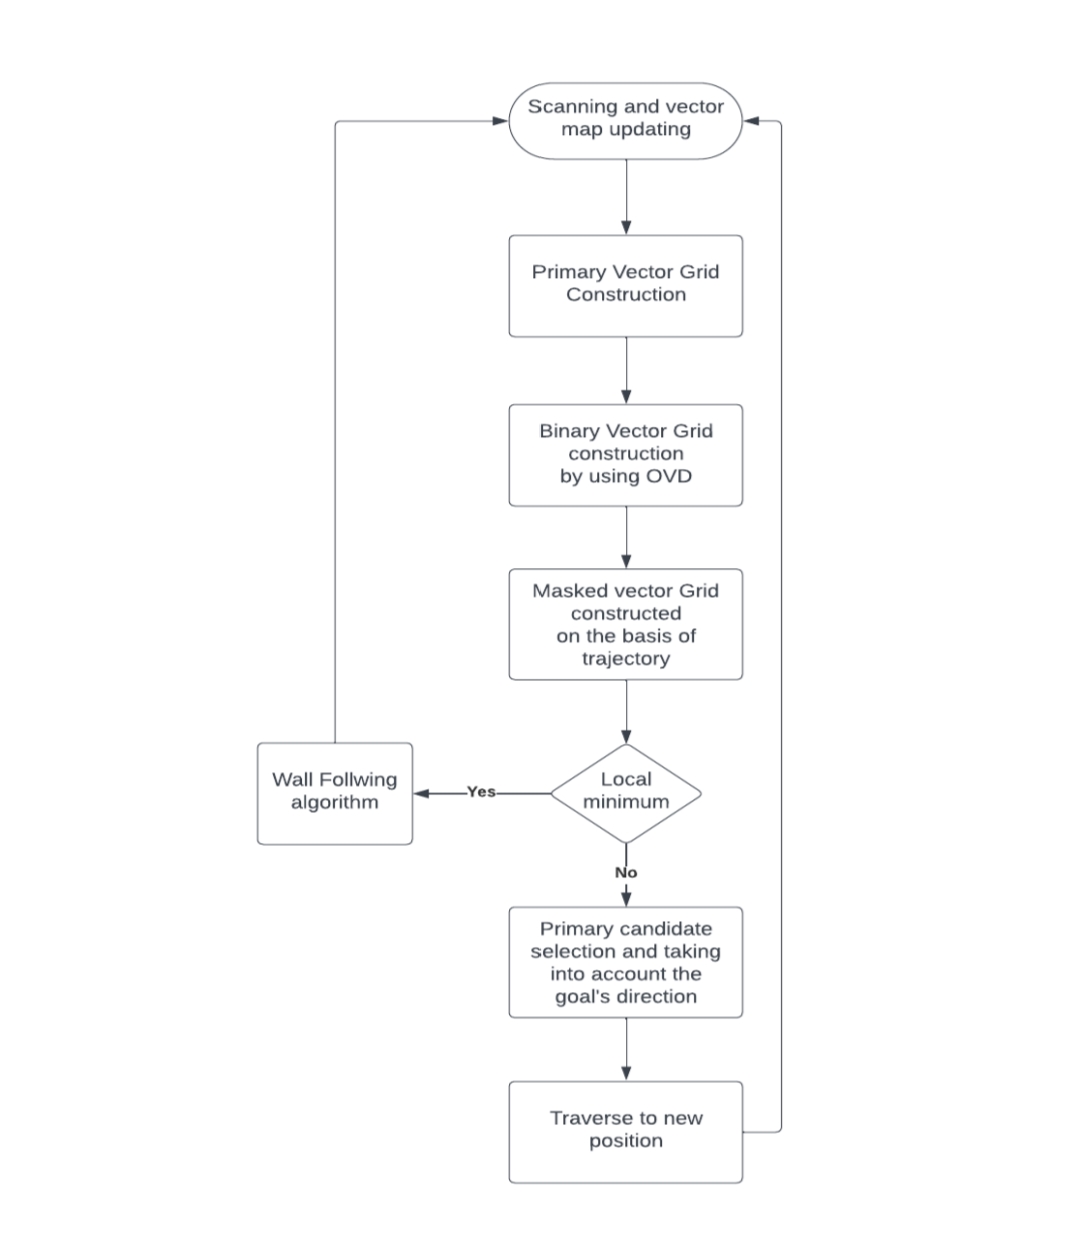 Scanning and vector
map updating
Primary Vector Grid
Construction
Binary Vector Grid
construction
by using OVD
Masked vector Grid
constructed
on the basis of
trajectory
Local
minimum
Yes
Wall Follwing
algorithm
No
Primary candidate
selection and taking
into account the
goal's direction
Traverse to new
position